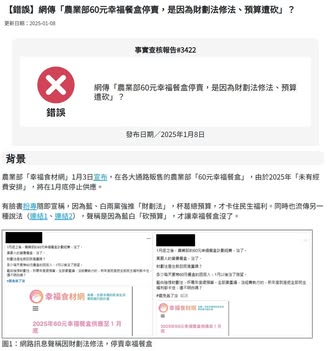 【錯誤】網傳「農業部60元幸福餐盒停賣，是因為財劃法修法、預算遭砍」？
更新日期：2025-01-08
事實查核報告#3422
錯誤
網傳「農業部60元幸福餐盒停賣，是因為財劃法修法、預算遭砍」？
發布日期／2025年1月8日
背景
農業部「幸福食材網」1月3日宣布，在各大通路販售的農業部「60元幸福餐盒」，由於2025年「未有經
費安排」，將在1月底停止供應。
有臉書粉專隨即宣稱，因為藍、白兩黨強推「財劃法」，杯葛總預算，才卡住民生福利。同時也流傳另一
種說法（連結1、連結2），聲稱是因為藍白「砍預算」，才讓幸福餐盒沒了。
幸福食材網
2025年60元幸福餐盒供應至 1 月
底
幸福食材網
2025年60元幸福餐盒供應至 1 月
底
圖1：網路訊息聲稱因財劃法修法，停賣幸福餐盒